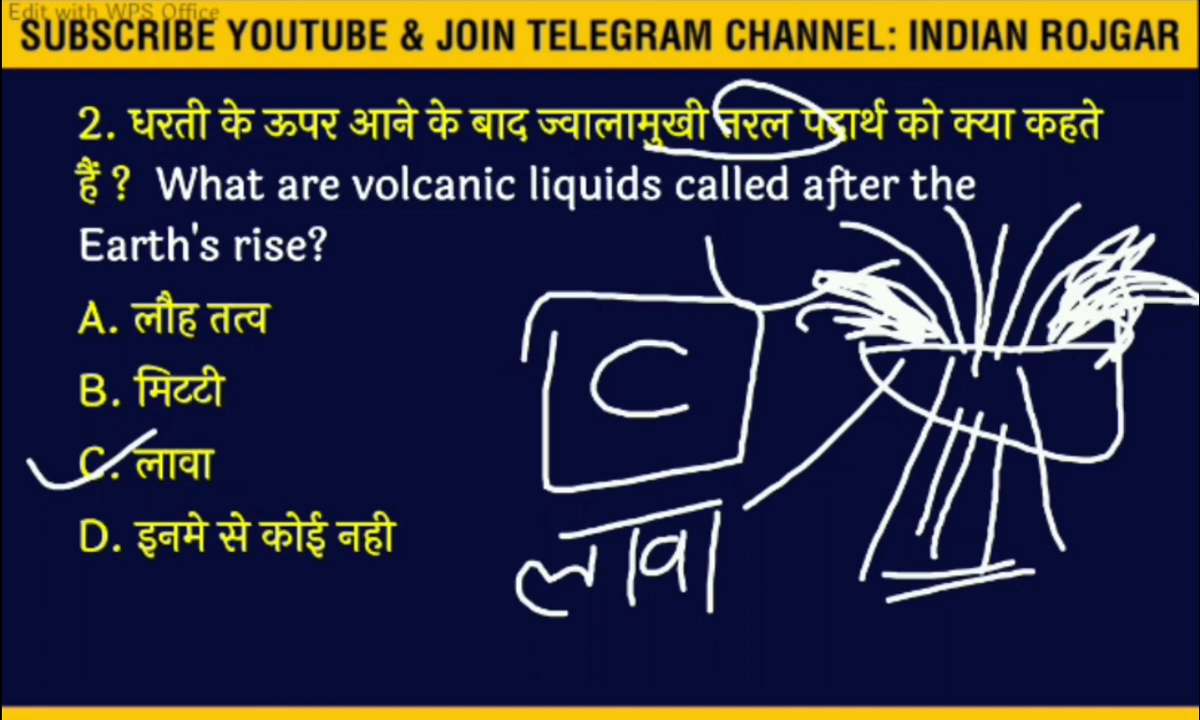 Edit with WPS Office
SUBSCRIBE YOUTUBE & JOIN TELEGRAM CHANNEL: INDIAN ROJGAR
2. धरती के ऊपर आने के बाद ज्वालामुखी तरल पदार्थ को क्या कहते
हैं ? What are volcanic liquids called after the
Earth's rise?
A. लौह तत्व
B. मिटटी
C. लावा
D. इनमे से कोई नही
C
लावा